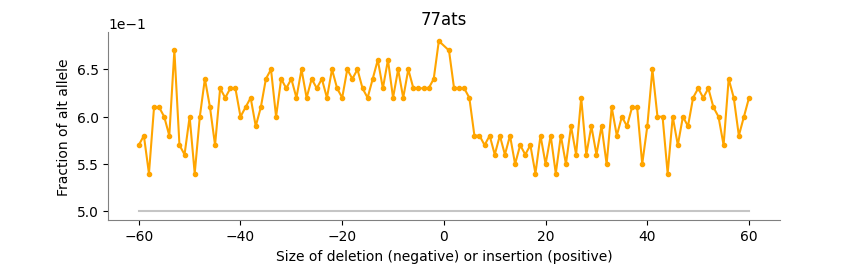 77ats
1e−1
Fraction of alt allele
6.5
6.0
5.5
5.0
−60 −40 −20 0 20 40 60
Size of deletion (negative) or insertion (positive)